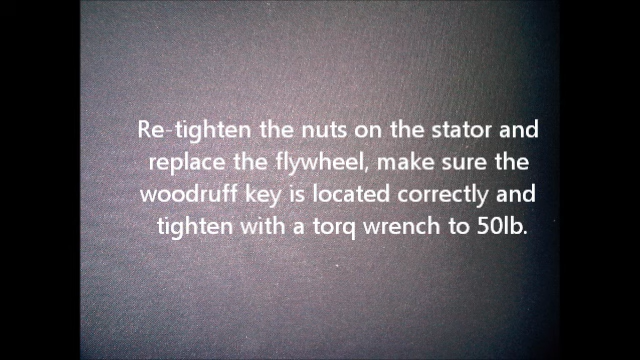 Re-tighten the nuts on the stator and
replace the flywheel, make sure the
woodruff key is located correctly and
tighten with a torq wrench to 50lb.